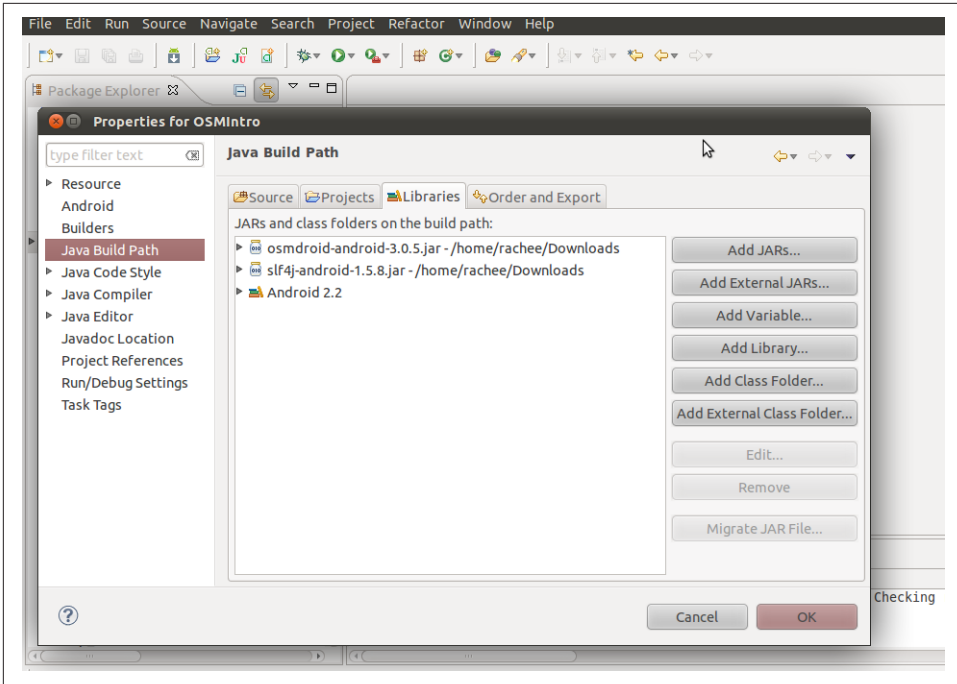 File Edit Run Source Navigate Search Project Refactor Window Help
Package Explorer
Properties for OSMIntro
type filter text
Java Build Path
Resource
Android
Builders
Java Build Path
Java Code Style
Java Compiler
Java Editor
Javadoc Location
Project References
Run/Debug Settings
Task Tags
Source Projects Libraries Order and Export
JARs and class folders on the build path:
osmdroid-android-3.0.5.jar - /home/rachee/Downloads
slf4j-android-1.5.8.jar - /home/rachee/Downloads
Android 2.2
Add JARs...
Add External JARs...
Add Variable...
Add Library...
Add Class Folder...
Add External Class Folder...
Edit...
Remove
Migrate JAR File...
Checking
Cancel OK